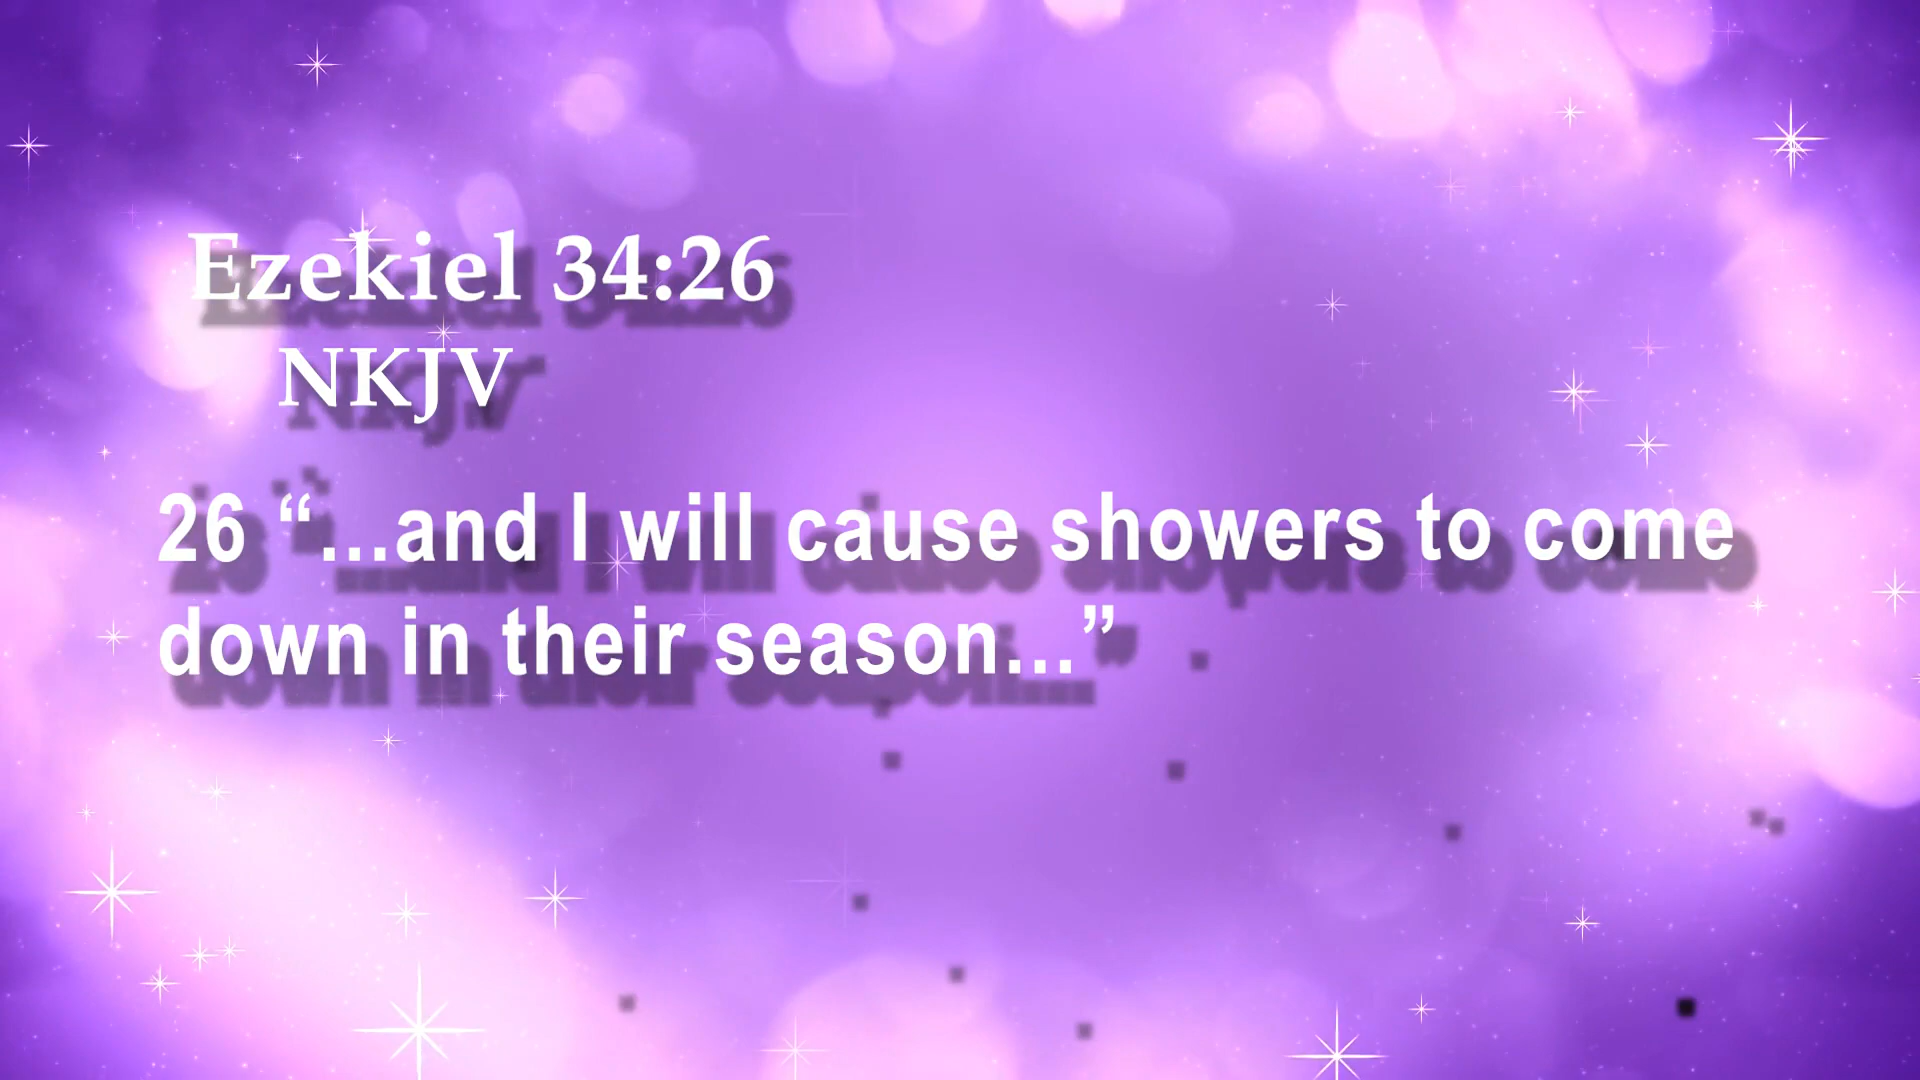 Ezekiel 34:26
NKJV
26 “...and I will cause showers to come
down in their season...”